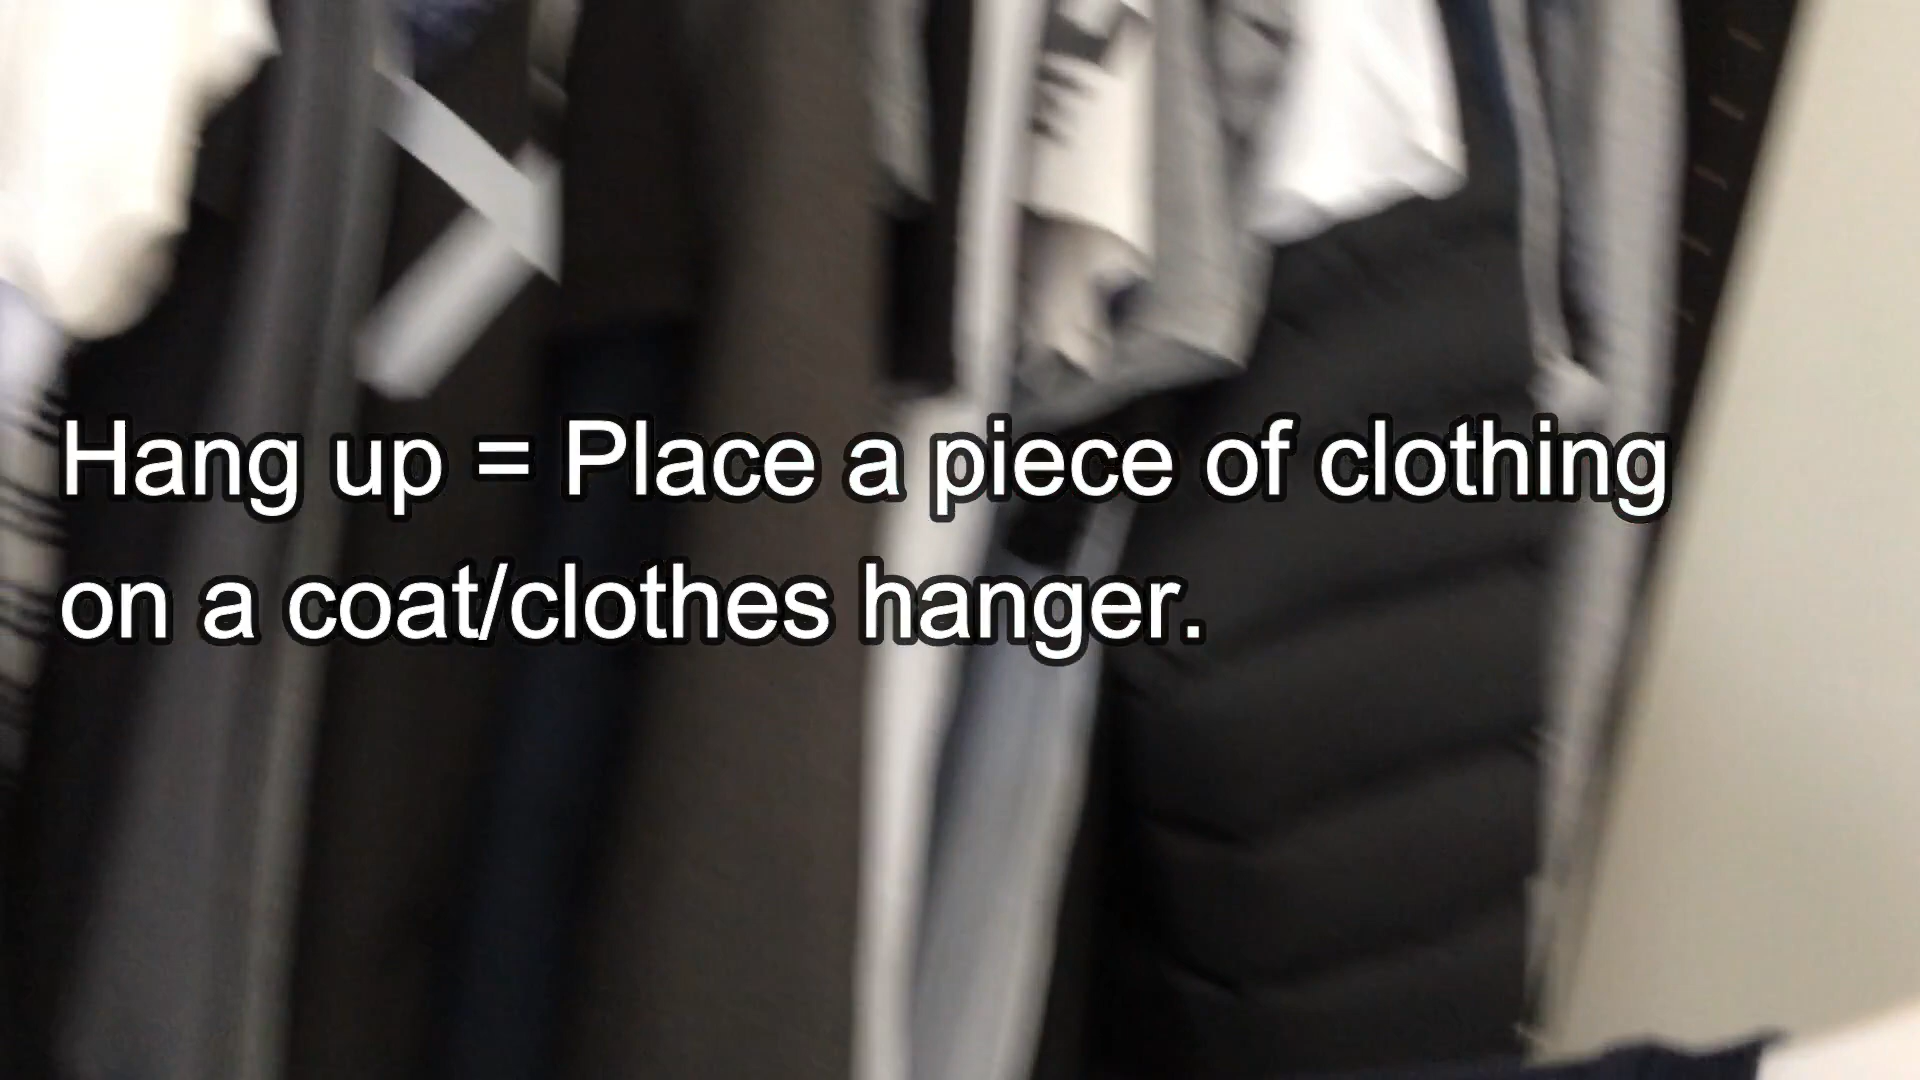 Hang up = Place a piece of clothing
on a coat/clothes hanger.